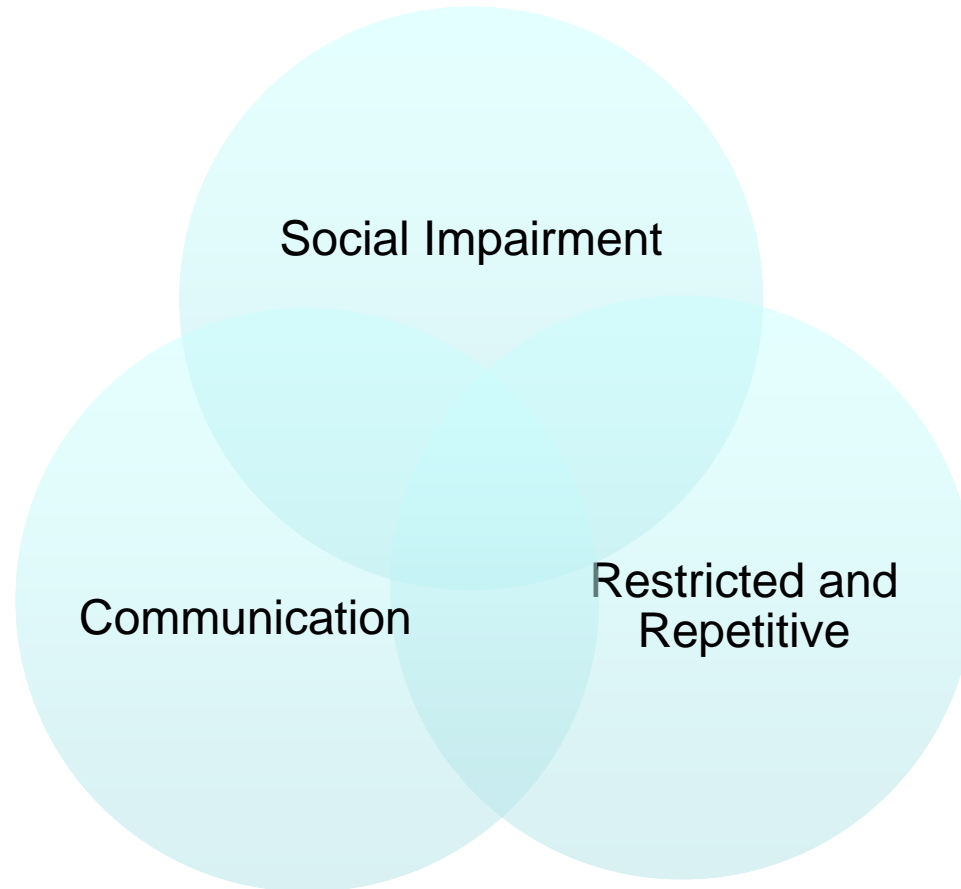 Social Impairment
Communication
Restricted and
Repetitive